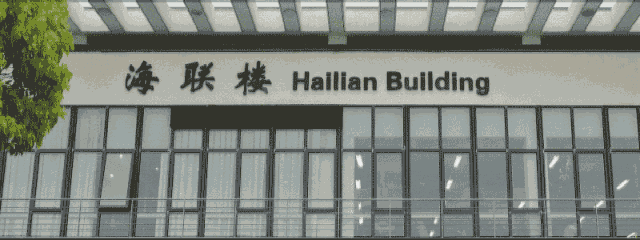 海联楼 Hailian Building